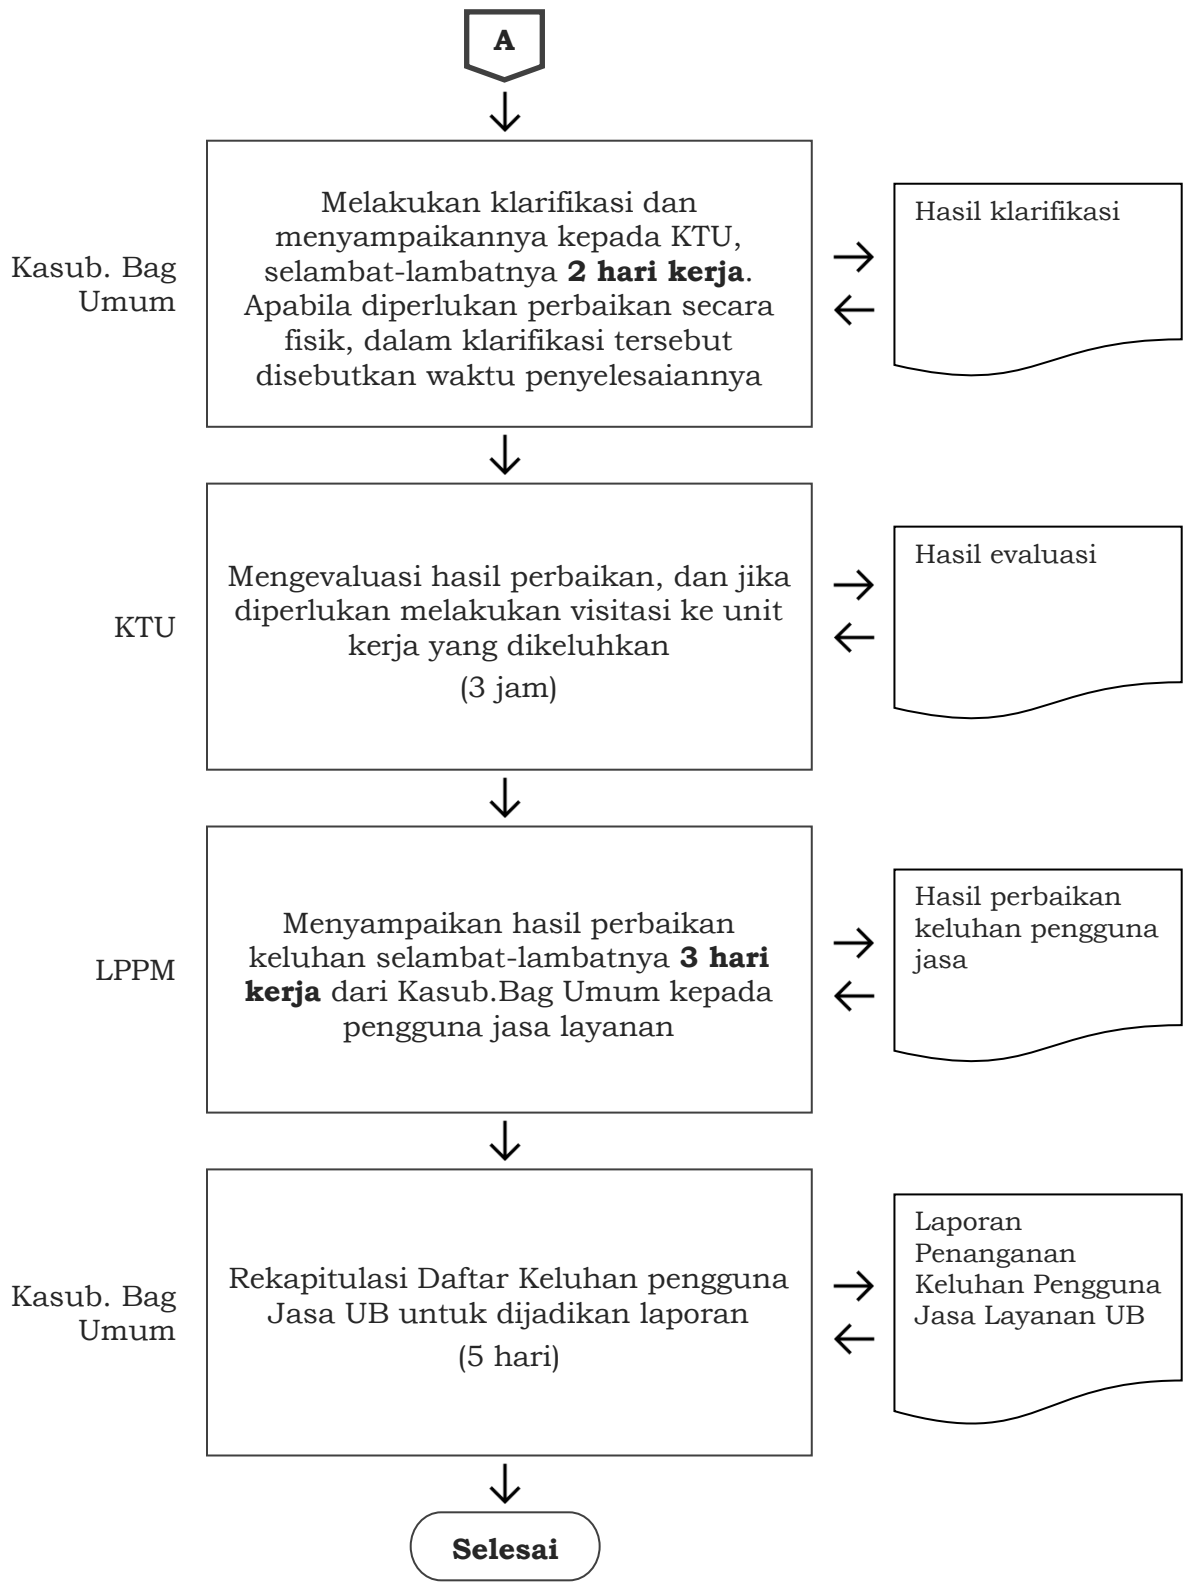 A
Kasub. Bag
Umum
Melakukan klarifikasi dan
menyampaikannya kepada KTU,
selambat-lambatnya 2 hari kerja.
Apabila diperlukan perbaikan secara
fisik, dalam klarifikasi tersebut
disebutkan waktu penyelesaiannya
Hasil klarifikasi
KTU
Mengevaluasi hasil perbaikan, dan jika
diperlukan melakukan visitasi ke unit
kerja yang dikeluhkan
(3 jam)
Hasil evaluasi
LPPM
Menyampaikan hasil perbaikan
keluhan selambat-lambatnya 3 hari
kerja dari Kasub.Bag Umum kepada
pengguna jasa layanan
Hasil perbaikan
keluhan pengguna
jasa
Kasub. Bag
Umum
Rekapitulasi Daftar Keluhan pengguna
Jasa UB untuk dijadikan laporan
(5 hari)
Laporan
Penanganan
Keluhan Pengguna
Jasa Layanan UB
Selesai